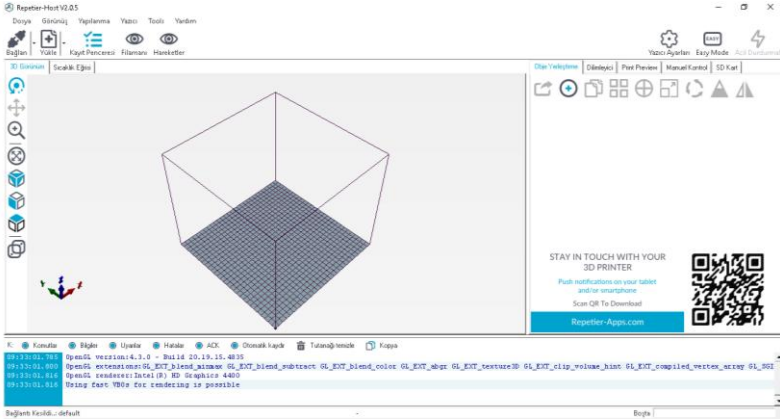 Repetier-Host V2.0.5
Dosya Görünüş Yapılanma Yazıcı Tools Yardım
Bağlan Yükle Kayıt Penceresi Filamanı Hareketler Yazıcı Ayarları Easy Mode Acil Durdurma!
EASY
3D Görünüm Sıcaklık Eğrisi Obje Yerleştirme Dilimleyici Print Preview Manuel Kontrol SD Kart
STAY IN TOUCH WITH YOUR
3D PRINTER
Push notifications on your tablet
and/or smartphone
Scan QR To Download
Repetier-Apps.com
K: Komutlar Bilgiler Uyarılar Hatalar ACK Otomatik kaydır Tutanağı temizle Kopya
09:33:01.785 OpenGL version:4.3.0 - Build 20.19.15.4835
09:33:01.800 OpenGL extensions:GL_EXT_blend_minmax GL_EXT_blend_subtract GL_EXT_blend_color GL_EXT_abgr GL_EXT_texture3D GL_EXT_clip_volume_hint GL_EXT_compiled_vertex_array GL_SGI
09:33:01.816 OpenGL renderer:Intel(R) HD Graphics 4400
09:33:01.816 Using fast VBOs for rendering is possible
Bağlantı Kesildi...: default - Boşta